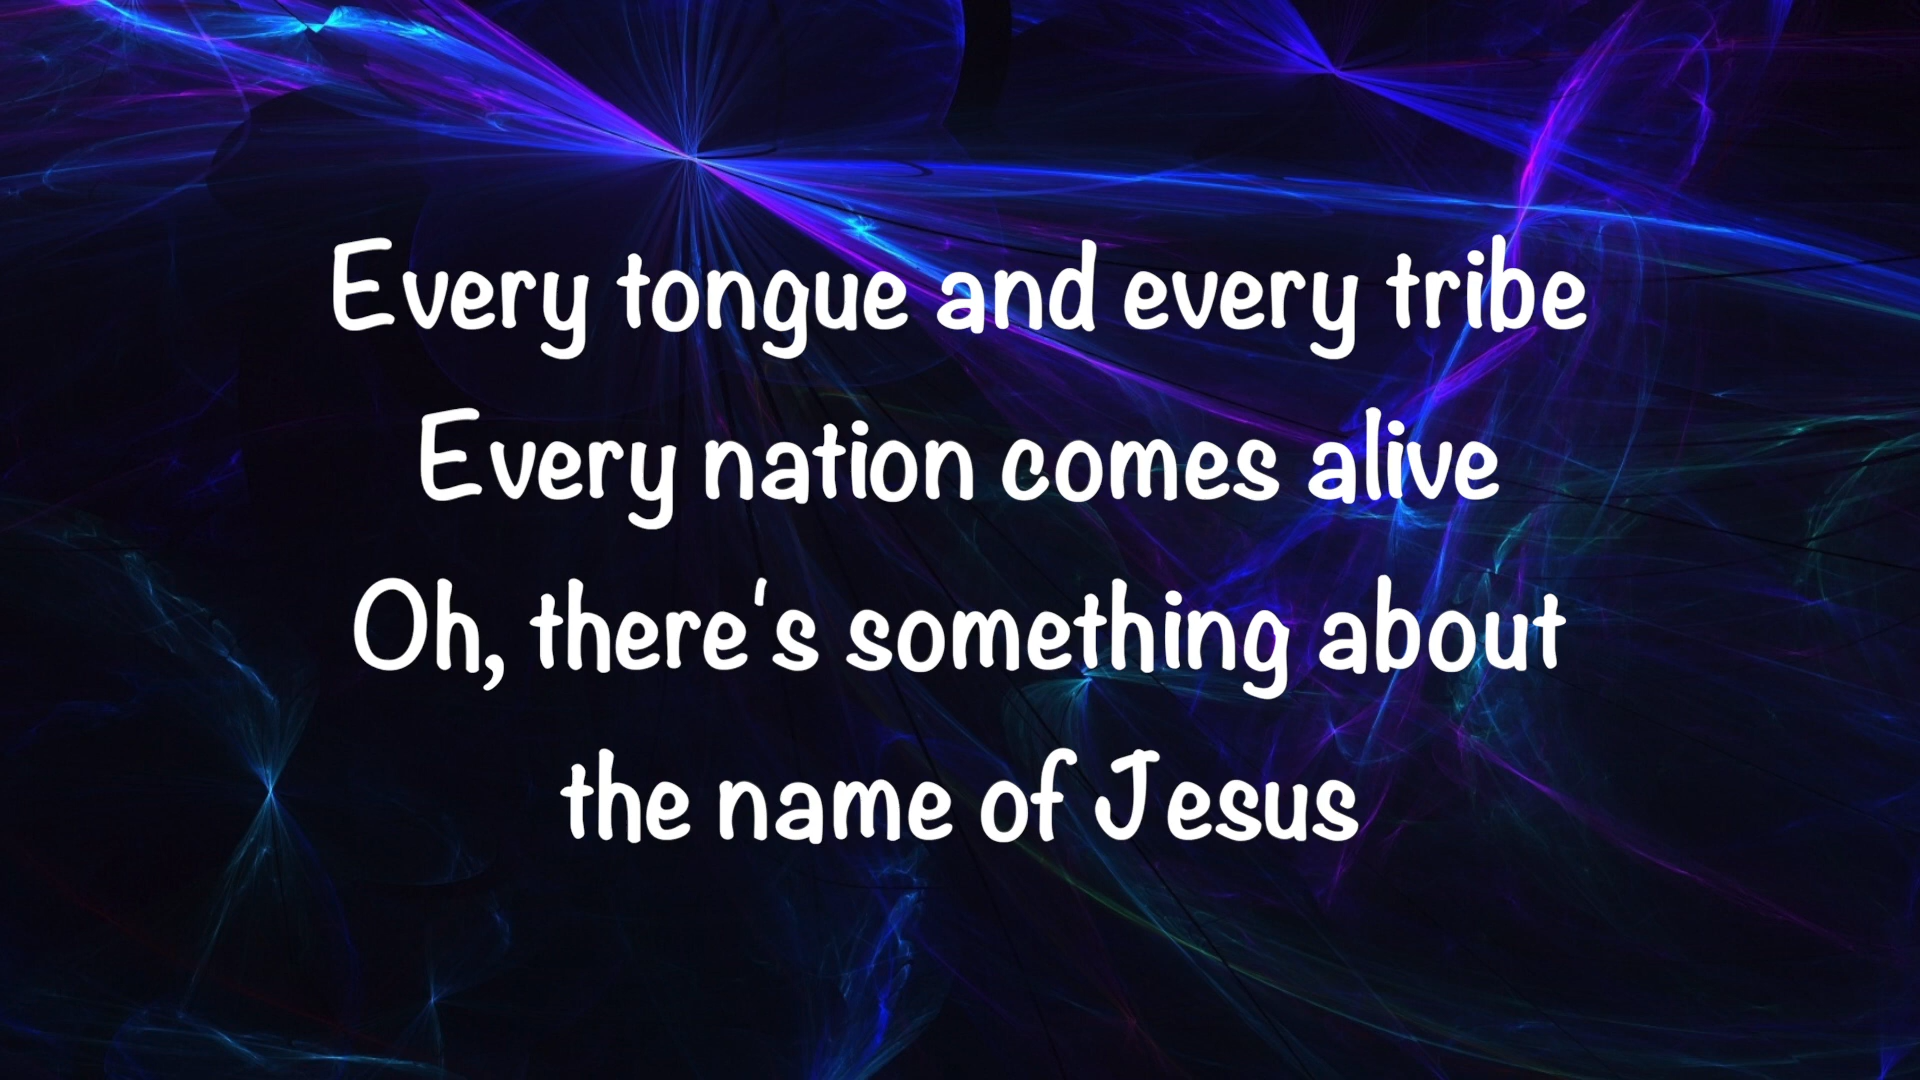 Every tongue and every tribe
Every nation comes alive
Oh, there's something about
the name of Jesus